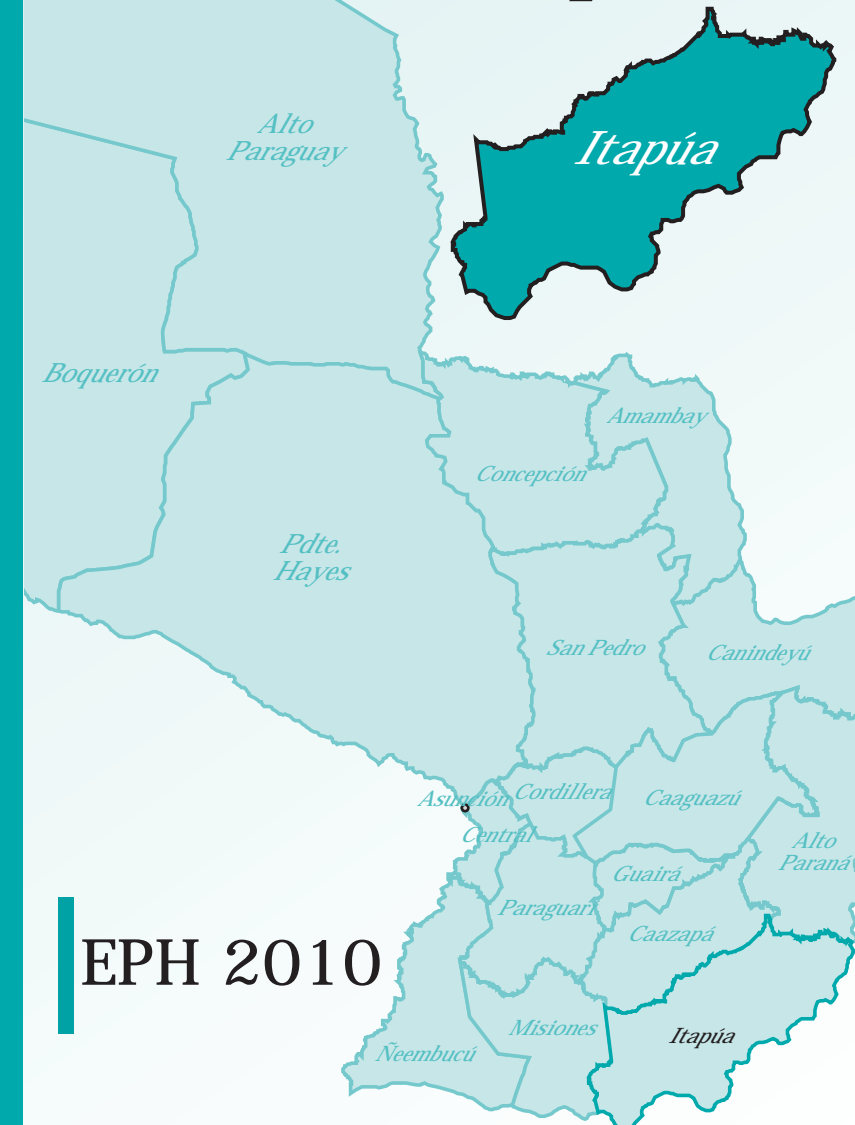 Itapúa
Alto
Paraguay
Boquerón
Amambay
Concepción
Pdte.
Hayes
San Pedro
Canindeyú
Asunción
Cordillera
Caaguazú
Central
Alto
Paraná
Guairá
Paraguarí
Caazapá
EPH 2010
Misiones
Itapúa
Ñeembucú